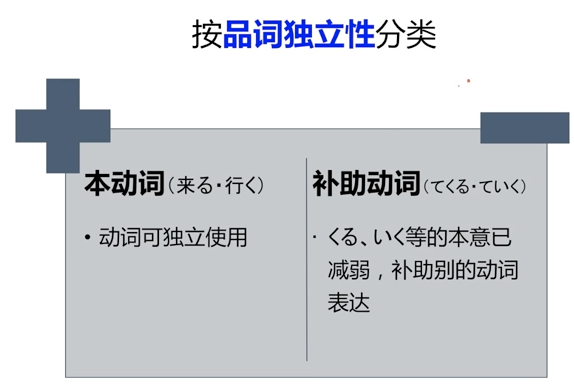 按品词独立性分类
本动词（来る・行く）
• 动词可独立使用
补助动词（てくる・ていく）
· くる、いく等的本意已
减弱，补助别的动词
表达